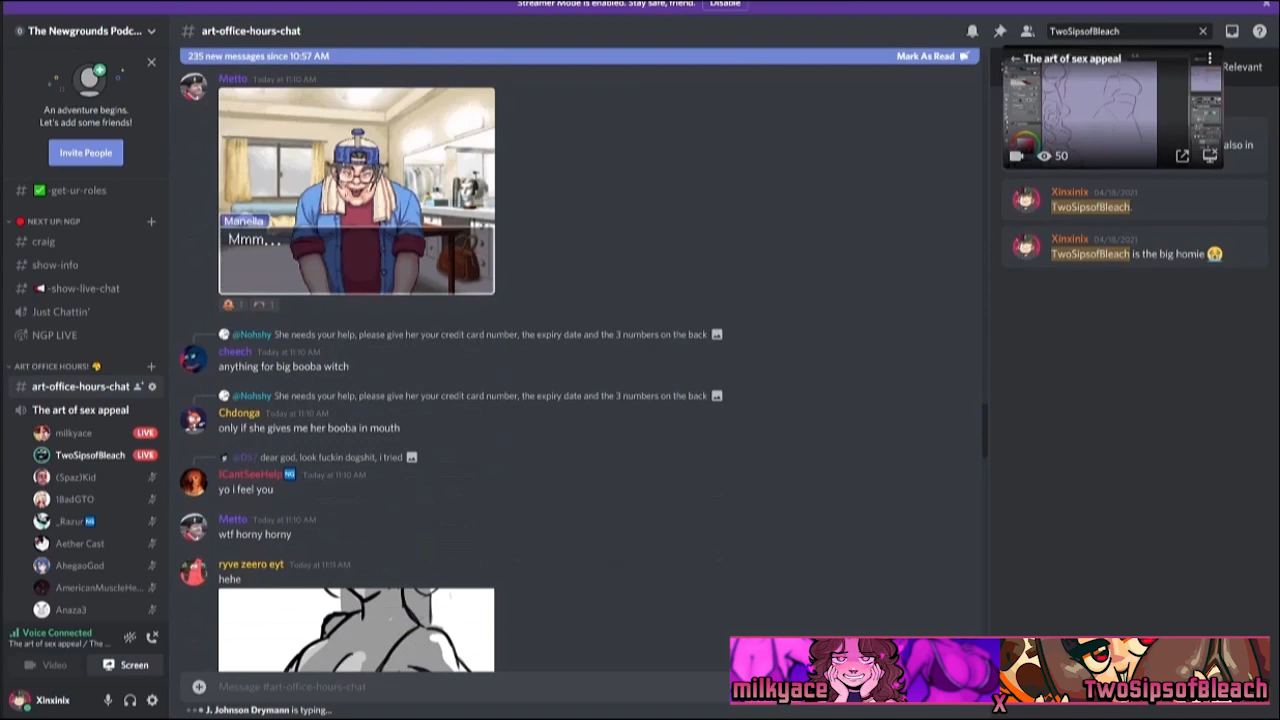 Streamer Mode is enabled. Stay safe, friend. Disable
The Newgrounds Podc...
An adventure begins.
Let's add some friends!
Invite People
# ✅-get-ur-roles
NEXT UP: NGP
# craig
# show-info
-show-live-chat
Just Chattin'
NGP LIVE
ART OFFICE HOURS!
# art-office-hours-chat
The art of sex appeal
milkyace LIVE
TwoSipsofBleach LIVE
(Spaz)Kid
1BadGTO
_Razur NG
Aether Cast
AhegaoGod
AmericanMuscleHe...
Anaza3
Voice Connected
The art of sex appeal / The ...
Video
Screen
Xinxinix
# art-office-hours-chat
235 new messages since 10:57 AM
Mark As Read
Metto Today at 11:10 AM
Manella
Mmm...
1 1
@Nohshy She needs your help, please give her your credit card number, the expiry date and the 3 numbers on the back
cheech Today at 11:10 AM
anything for big booba witch
@Nohshy She needs your help, please give her your credit card number, the expiry date and the 3 numbers on the back
Chdonga Today at 11:10 AM
only if she gives me her booba in mouth
dear god, look fuckin dogshit, i tried
ICantSeeHelp NG Today at 11:10 AM
yo i feel you
Metto Today at 11:10 AM
wtf horny horny
ryve zeero eyt Today at 11:11 AM
hehe
Message #art-office-hours-chat
J. Johnson Drymann is typing...
TwoSipsofBleach
The art of sex appeal
Relevant
50
also in
Xinxinix 04/18/2021
TwoSipsofBleach.
Xinxinix 04/18/2021
TwoSipsofBleach is the big homie 😭
milkyace
X
TwoSipsofBleach